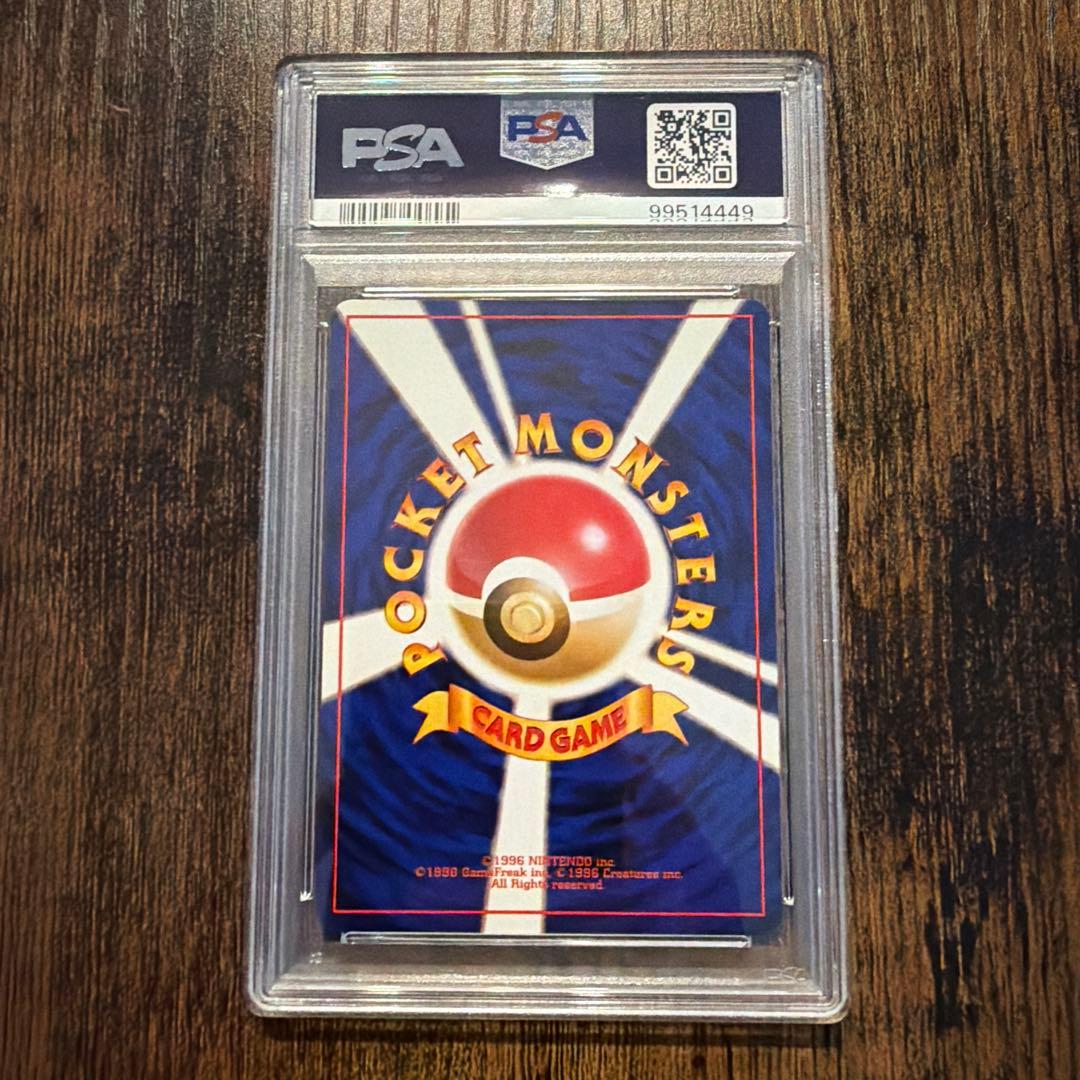 PSA
PSA
99514449
POCKET MONSTERS
CARD GAME
©1996 NINTENDO inc.
©1996 GameFreak inc. ©1996 Creatures inc.
All Rights reserved.
PSA